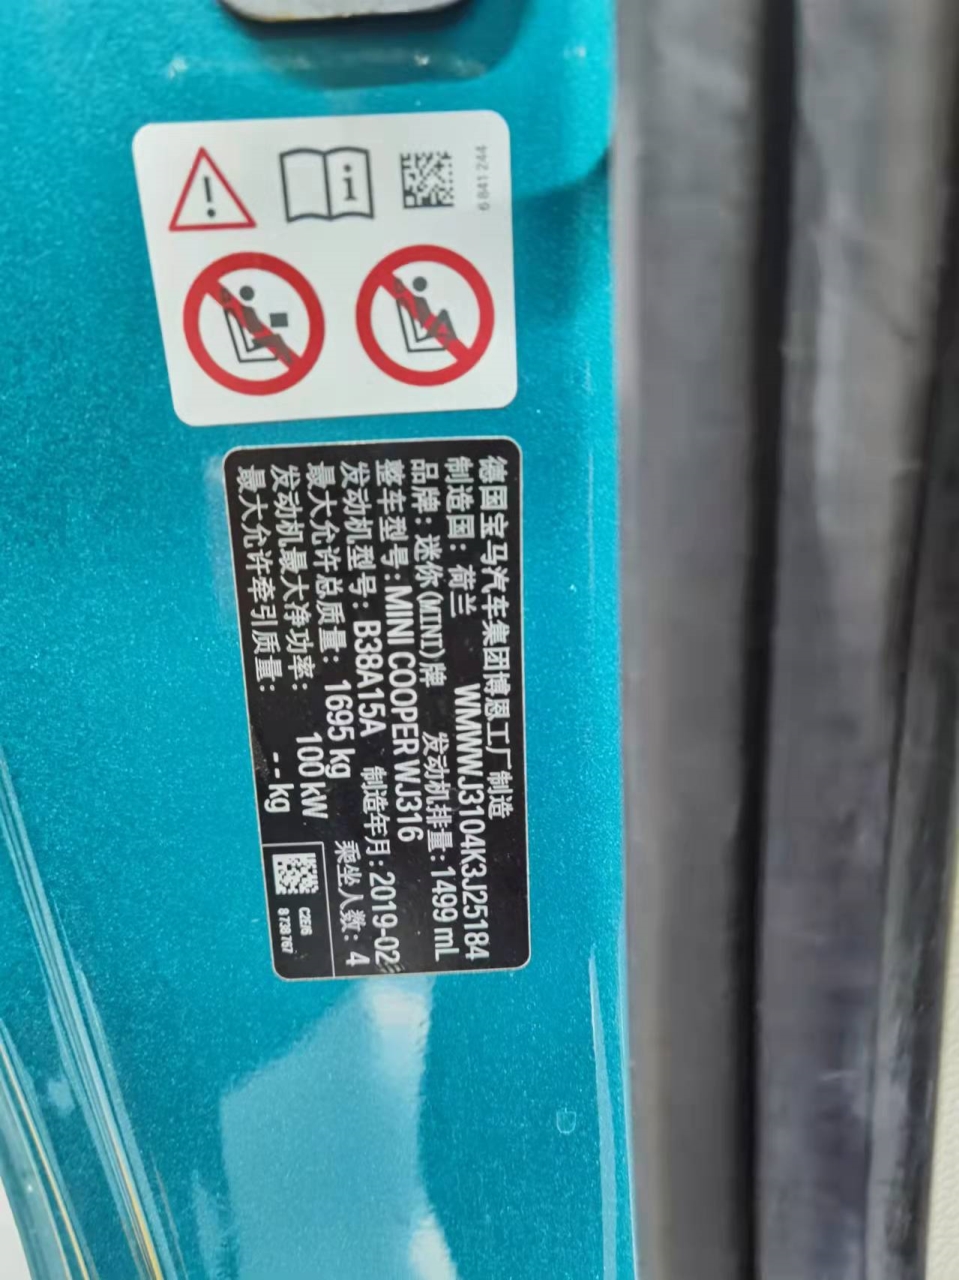 6 841 244
德国宝马汽车集团博恩工厂制造
制造国: 荷兰 WMWWJ3104K3J25184
品牌: 迷你(MINI)牌 发动机排量: 1499 mL
整车型号: MINI COOPER WJ316
发动机型号: B38A15A 制造年月: 2019-02
最大允许总质量: 1695 kg 乘坐人数: 4
发动机最大净功率: 100 kW
最大允许牵引质量: -- kg
C2EI6
8 738 767